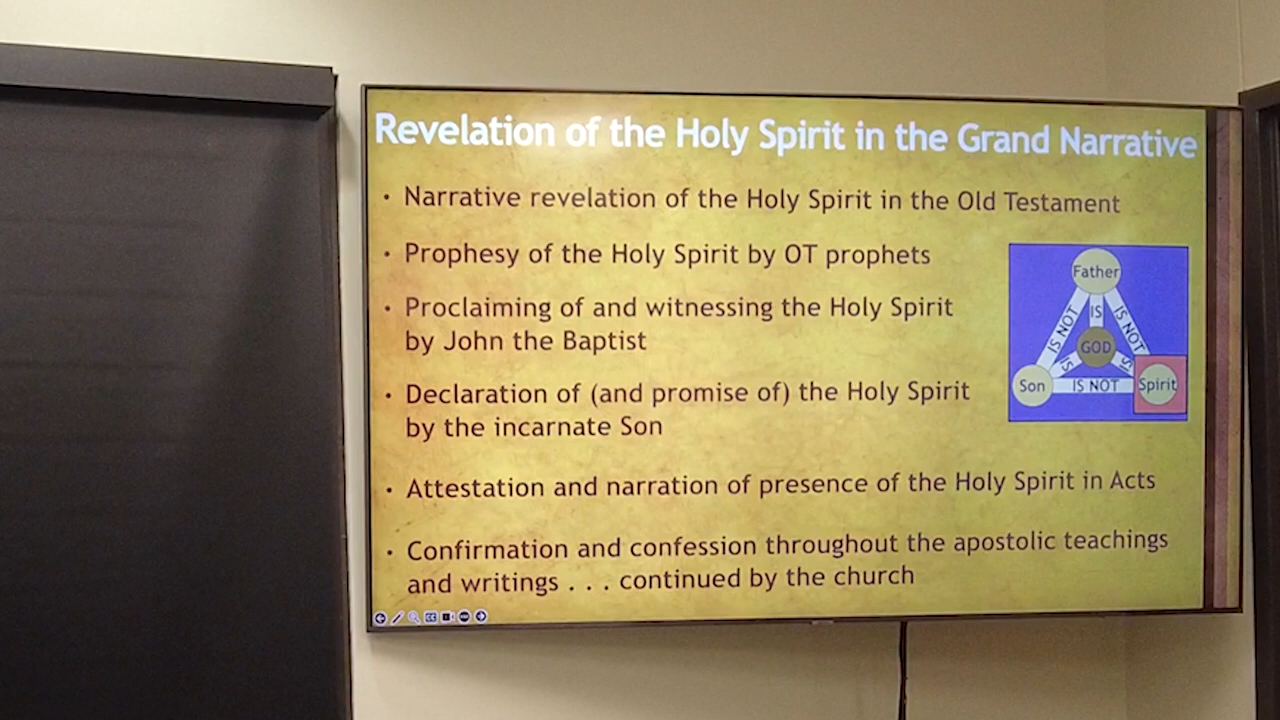 Revelation of the Holy Spirit in the Grand Narrative
• Narrative revelation of the Holy Spirit in the Old Testament
• Prophesy of the Holy Spirit by OT prophets
• Proclaiming of and witnessing the Holy Spirit
by John the Baptist
• Declaration of (and promise of) the Holy Spirit
by the incarnate Son
• Attestation and narration of presence of the Holy Spirit in Acts
• Confirmation and confession throughout the apostolic teachings
and writings . . . continued by the church
Father
IS NOT
IS
IS NOT
GOD
IS
IS
Son
IS NOT
Spirit